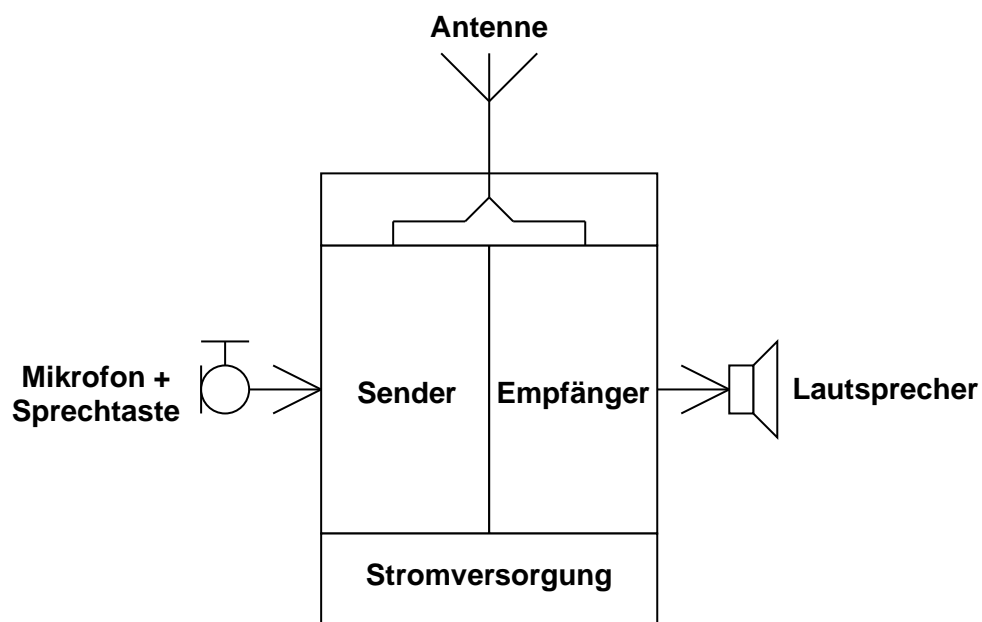 Antenne
Mikrofon +
Sprechtaste
Sender
Empfänger
Lautsprecher
Stromversorgung